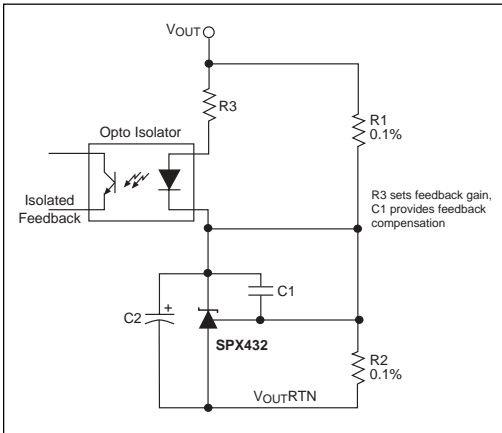 VOUT
R3
R1
0.1%
Opto Isolator
Isolated
Feedback
R3 sets feedback gain,
C1 provides feedback
compensation
C1
C2
+
SPX432
R2
0.1%
VOUTRTN